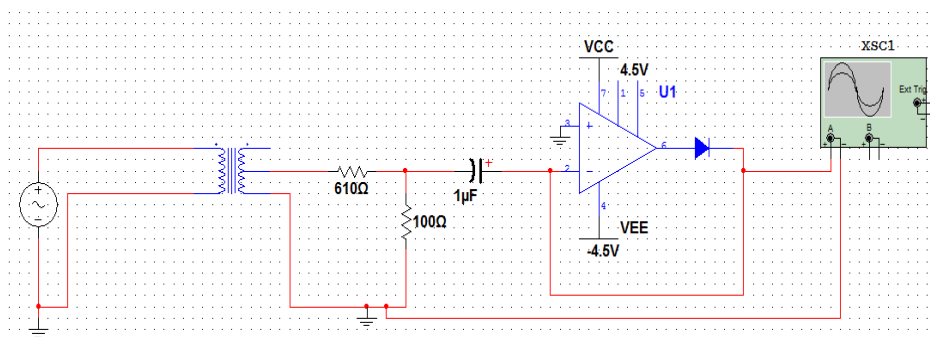 VCC
4.5V
XSC1
7
1
5
U1
Ext Trig
+
-
A
B
+ - + -
3
+
6
2
-
4
+
1µF
610Ω
100Ω
VEE
-4.5V